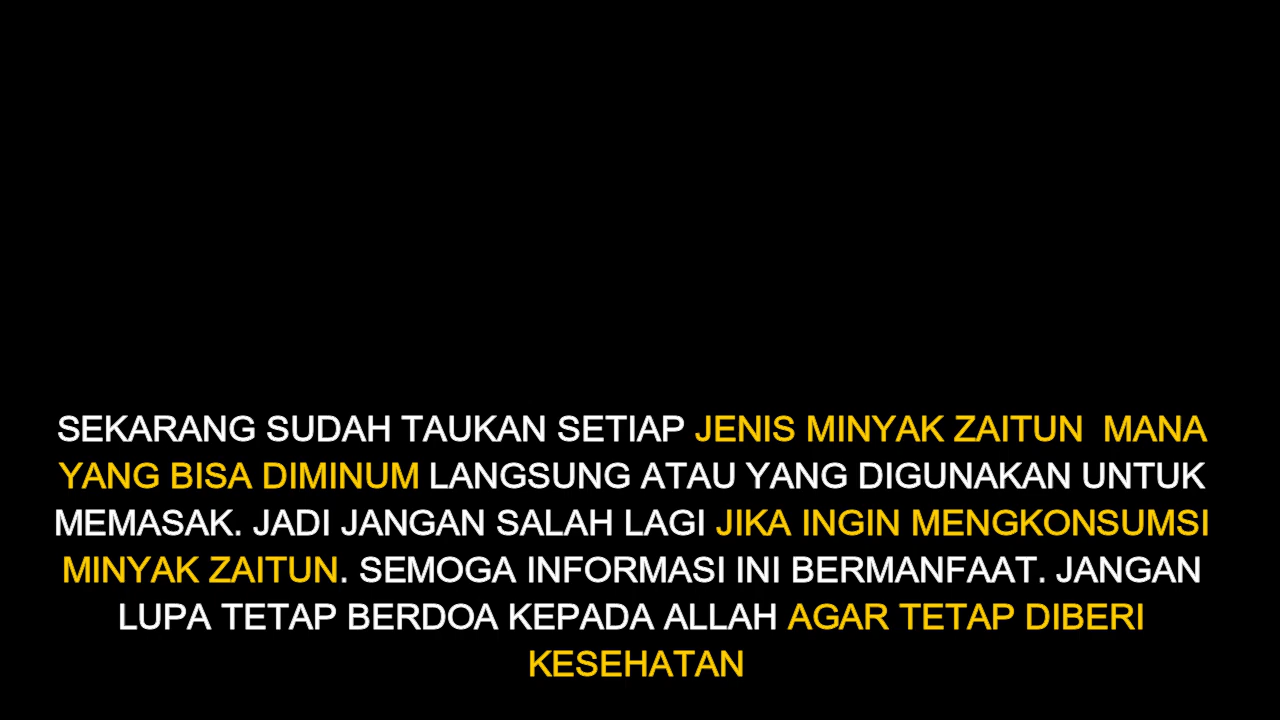 SEKARANG SUDAH TAUKAN SETIAP JENIS MINYAK ZAITUN  MANA
YANG BISA DIMINUM LANGSUNG ATAU YANG DIGUNAKAN UNTUK
MEMASAK. JADI JANGAN SALAH LAGI JIKA INGIN MENGKONSUMSI
MINYAK ZAITUN. SEMOGA INFORMASI INI BERMANFAAT. JANGAN
LUPA TETAP BERDOA KEPADA ALLAH AGAR TETAP DIBERI
KESEHATAN